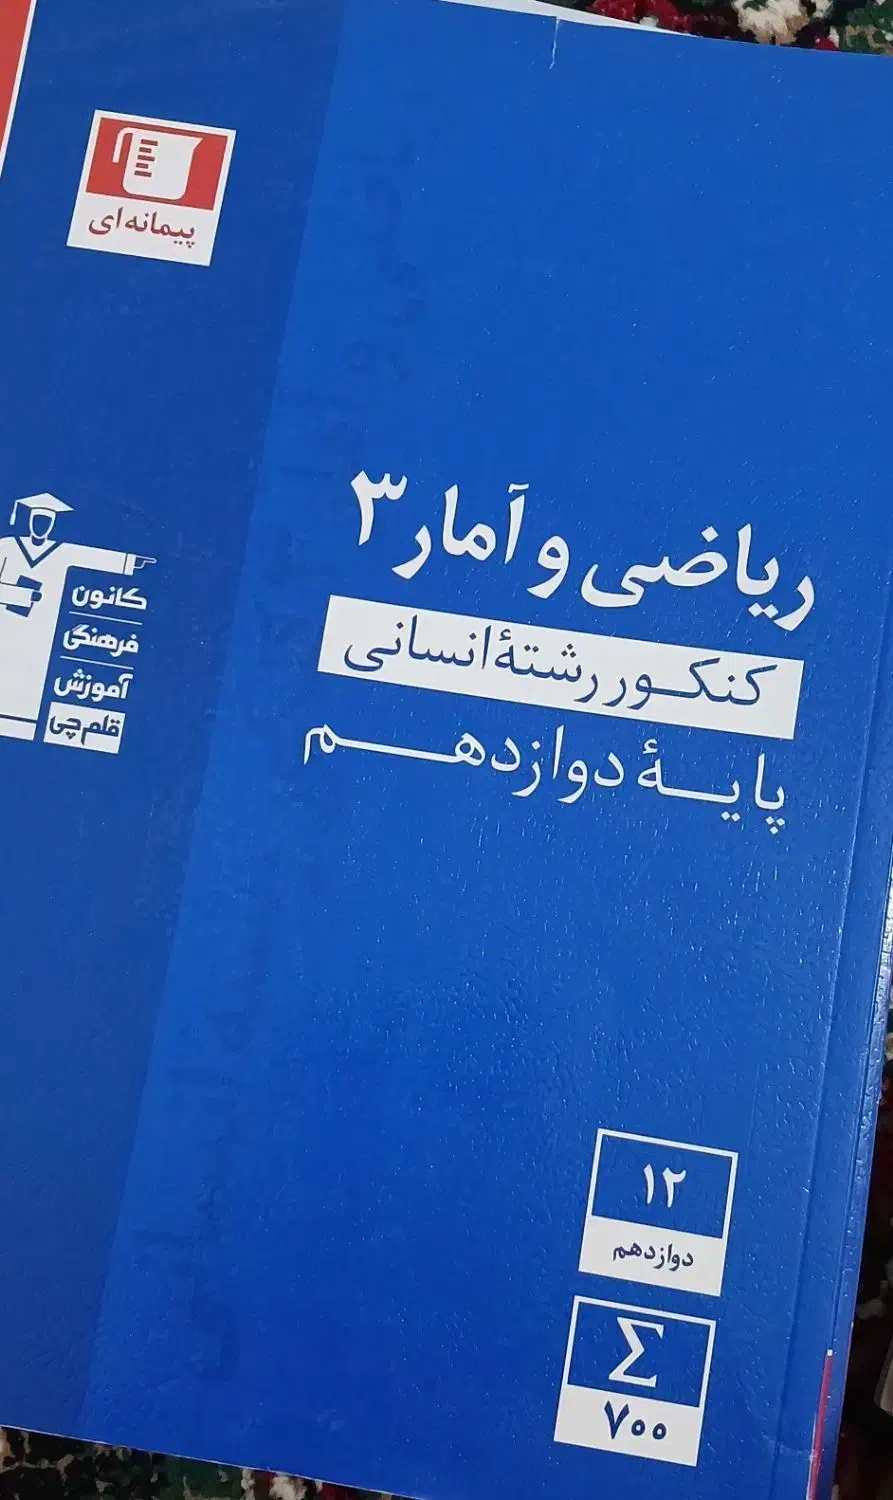 پیمانه‌ای
ریاضی و آمار ۳
کنکور رشتهٔ انسانی
پایهٔ دوازدهم
کانون
فرهنگی
آموزش
قلم‌چی
۱۲
دوازدهم
Σ
۷۰۰